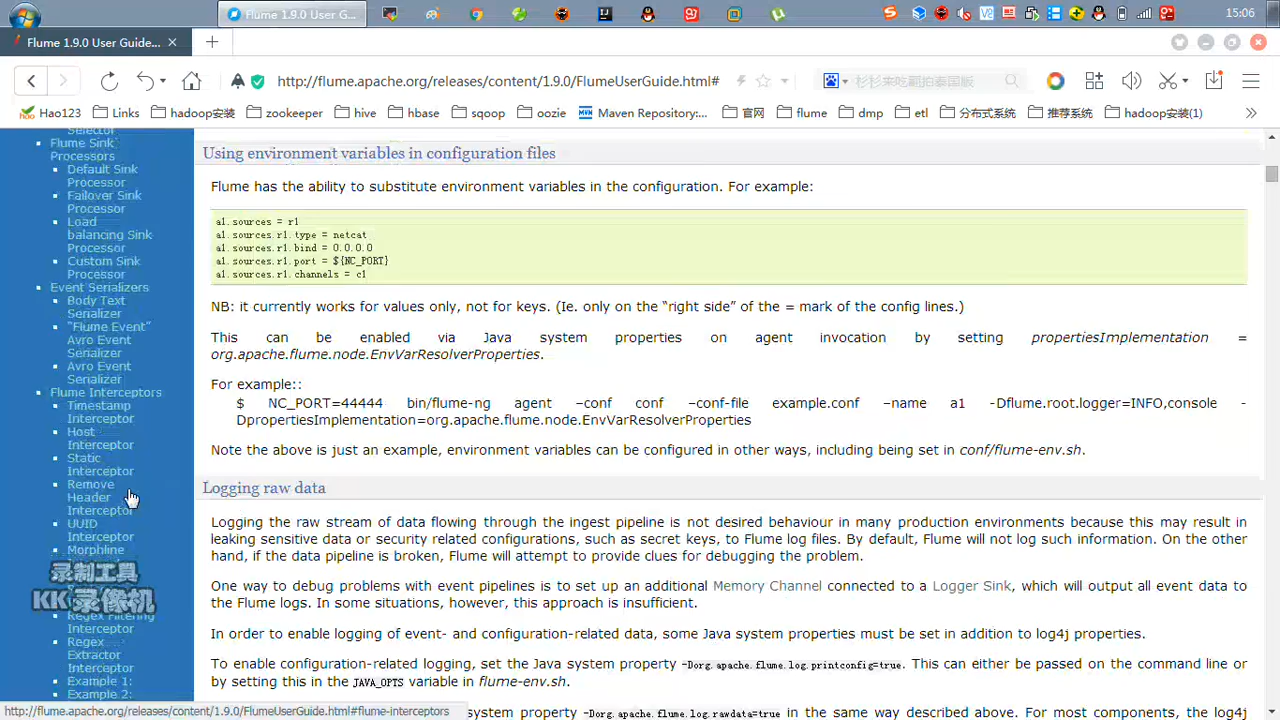 Flume 1.9.0 User G...
15:06
Flume 1.9.0 User Guide...
http://flume.apache.org/releases/content/1.9.0/FlumeUserGuide.html#
杉杉来吃翻拍泰国版
Hao123
Links
hadoop安装
zookeeper
hive
hbase
sqoop
oozie
Maven Repository:...
官网
flume
dmp
etl
分布式系统
推荐系统
hadoop安装(1)
Selector
Flume Sink
Processors
Default Sink
Processor
Failover Sink
Processor
Load
balancing Sink
Processor
Custom Sink
Processor
Event Serializers
Body Text
Serializer
“Flume Event”
Avro Event
Serializer
Avro Event
Serializer
Flume Interceptors
Timestamp
Interceptor
Host
Interceptor
Static
Interceptor
Remove
Header
Interceptor
UUID
Interceptor
Morphline
录制工具
KK录像机
Regex Filtering
Interceptor
Regex
Extractor
Interceptor
Example 1:
Example 2:
Using environment variables in configuration files
Flume has the ability to substitute environment variables in the configuration. For example:
a1.sources = r1
a1.sources.r1.type = netcat
a1.sources.r1.bind = 0.0.0.0
a1.sources.r1.port = ${NC_PORT}
a1.sources.r1.channels = c1
NB: it currently works for values only, not for keys. (Ie. only on the “right side” of the = mark of the config lines.)
This can be enabled via Java system properties on agent invocation by setting propertiesImplementation =
org.apache.flume.node.EnvVarResolverProperties.
For example::
$ NC_PORT=44444 bin/flume-ng agent –conf conf –conf-file example.conf –name a1 -Dflume.root.logger=INFO,console -
DpropertiesImplementation=org.apache.flume.node.EnvVarResolverProperties
Note the above is just an example, environment variables can be configured in other ways, including being set in conf/flume-env.sh.
Logging raw data
Logging the raw stream of data flowing through the ingest pipeline is not desired behaviour in many production environments because this may result in
leaking sensitive data or security related configurations, such as secret keys, to Flume log files. By default, Flume will not log such information. On the other
hand, if the data pipeline is broken, Flume will attempt to provide clues for debugging the problem.
One way to debug problems with event pipelines is to set up an additional Memory Channel connected to a Logger Sink, which will output all event data to
the Flume logs. In some situations, however, this approach is insufficient.
In order to enable logging of event- and configuration-related data, some Java system properties must be set in addition to log4j properties.
To enable configuration-related logging, set the Java system property -Dorg.apache.flume.log.printconfig=true. This can either be passed on the command line or
by setting this in the JAVA_OPTS variable in flume-env.sh.
system property -Dorg.apache.flume.log.rawdata=true in the same way described above. For most components, the log4j
http://flume.apache.org/releases/content/1.9.0/FlumeUserGuide.html#flume-interceptors